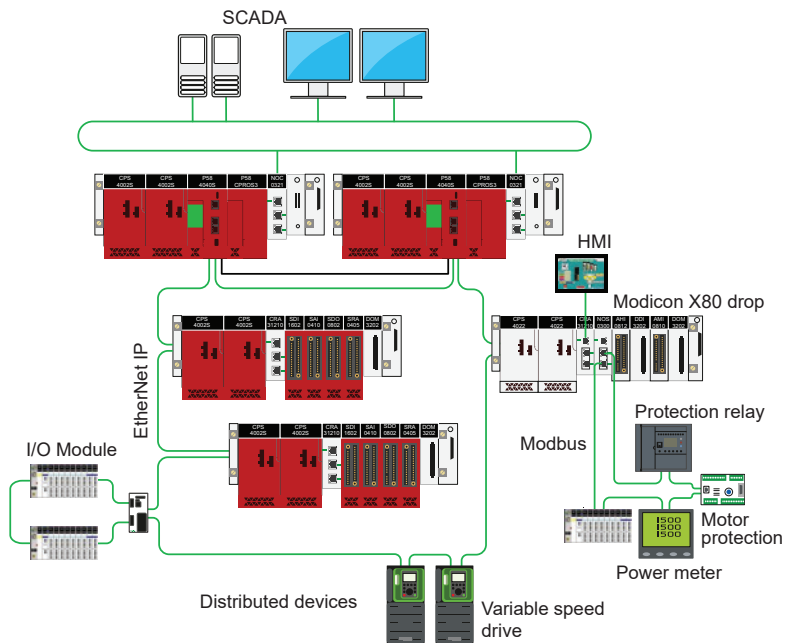 SCADA
CPS 4002S CPS 4002S P58 4040S P58 CPROS3 NOC 0321
CPS 4002S CPS 4002S P58 4040S P58 CPROS3 NOC 0321
HMI
Modicon X80 drop
CPS 4002S CPS 4002S CRA 31210 SDI 1602 SAI 0410 SDO 0802 SRA 0405 DOM 3202
CPS 4022 CPS 4022 CRA 31210 NOS 0300 AHI 0812 DDI 3202 AMI 0810 DOM 3202
EtherNet IP
CPS 4002S CPS 4002S CRA 31210 SDI 1602 SAI 0410 SDO 0802 SRA 0405 DOM 3202
Protection relay
Modbus
I/O Module
1500
1500
1500
Motor
protection
Power meter
Distributed devices
Variable speed
drive